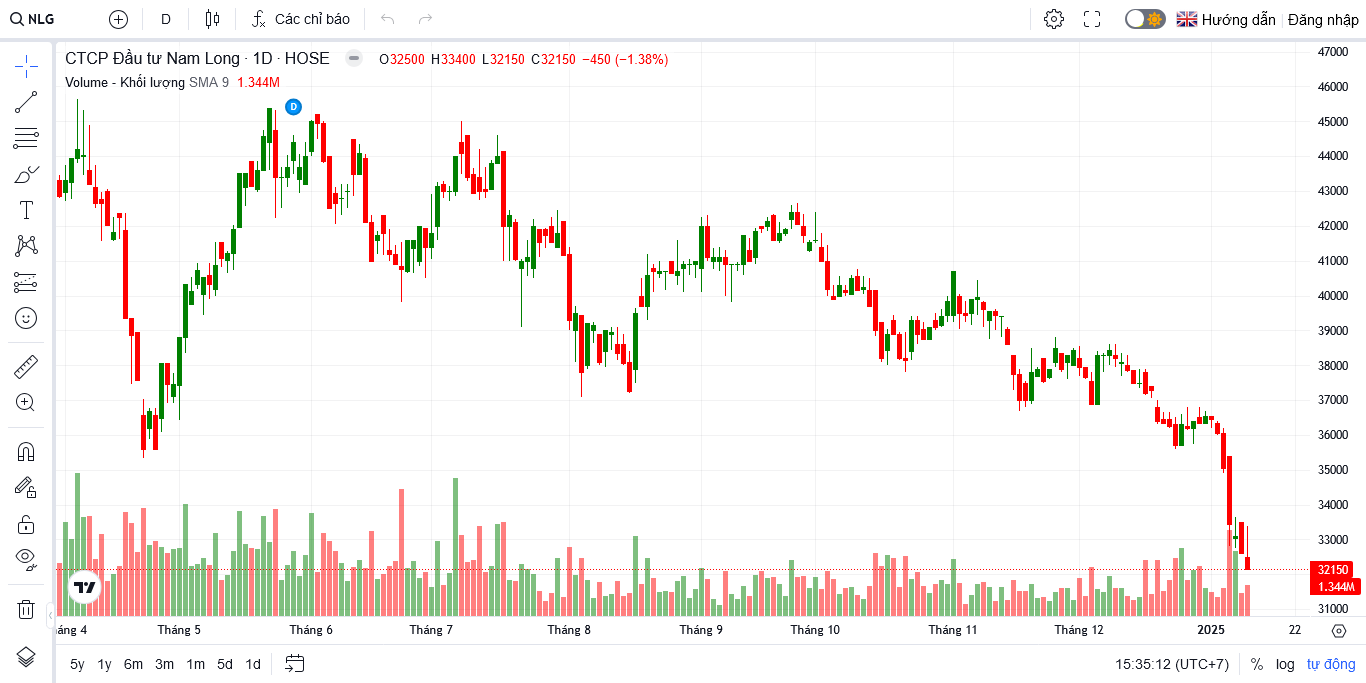 NLG D Các chỉ báo Hướng dẫn Đăng nhập
CTCP Đầu tư Nam Long · 1D · HOSE O32500 H33400 L32150 C32150 −450 (−1.38%)
Volume - Khối lượng SMA 9 1.344M
D
47000
46000
45000
44000
43000
42000
41000
40000
39000
38000
37000
36000
35000
34000
33000
32150
1.344M
31000
áng 4 Tháng 5 Tháng 6 Tháng 7 Tháng 8 Tháng 9 Tháng 10 Tháng 11 Tháng 12 2025 22
5y 1y 6m 3m 1m 5d 1d 15:35:12 (UTC+7) % log tự động